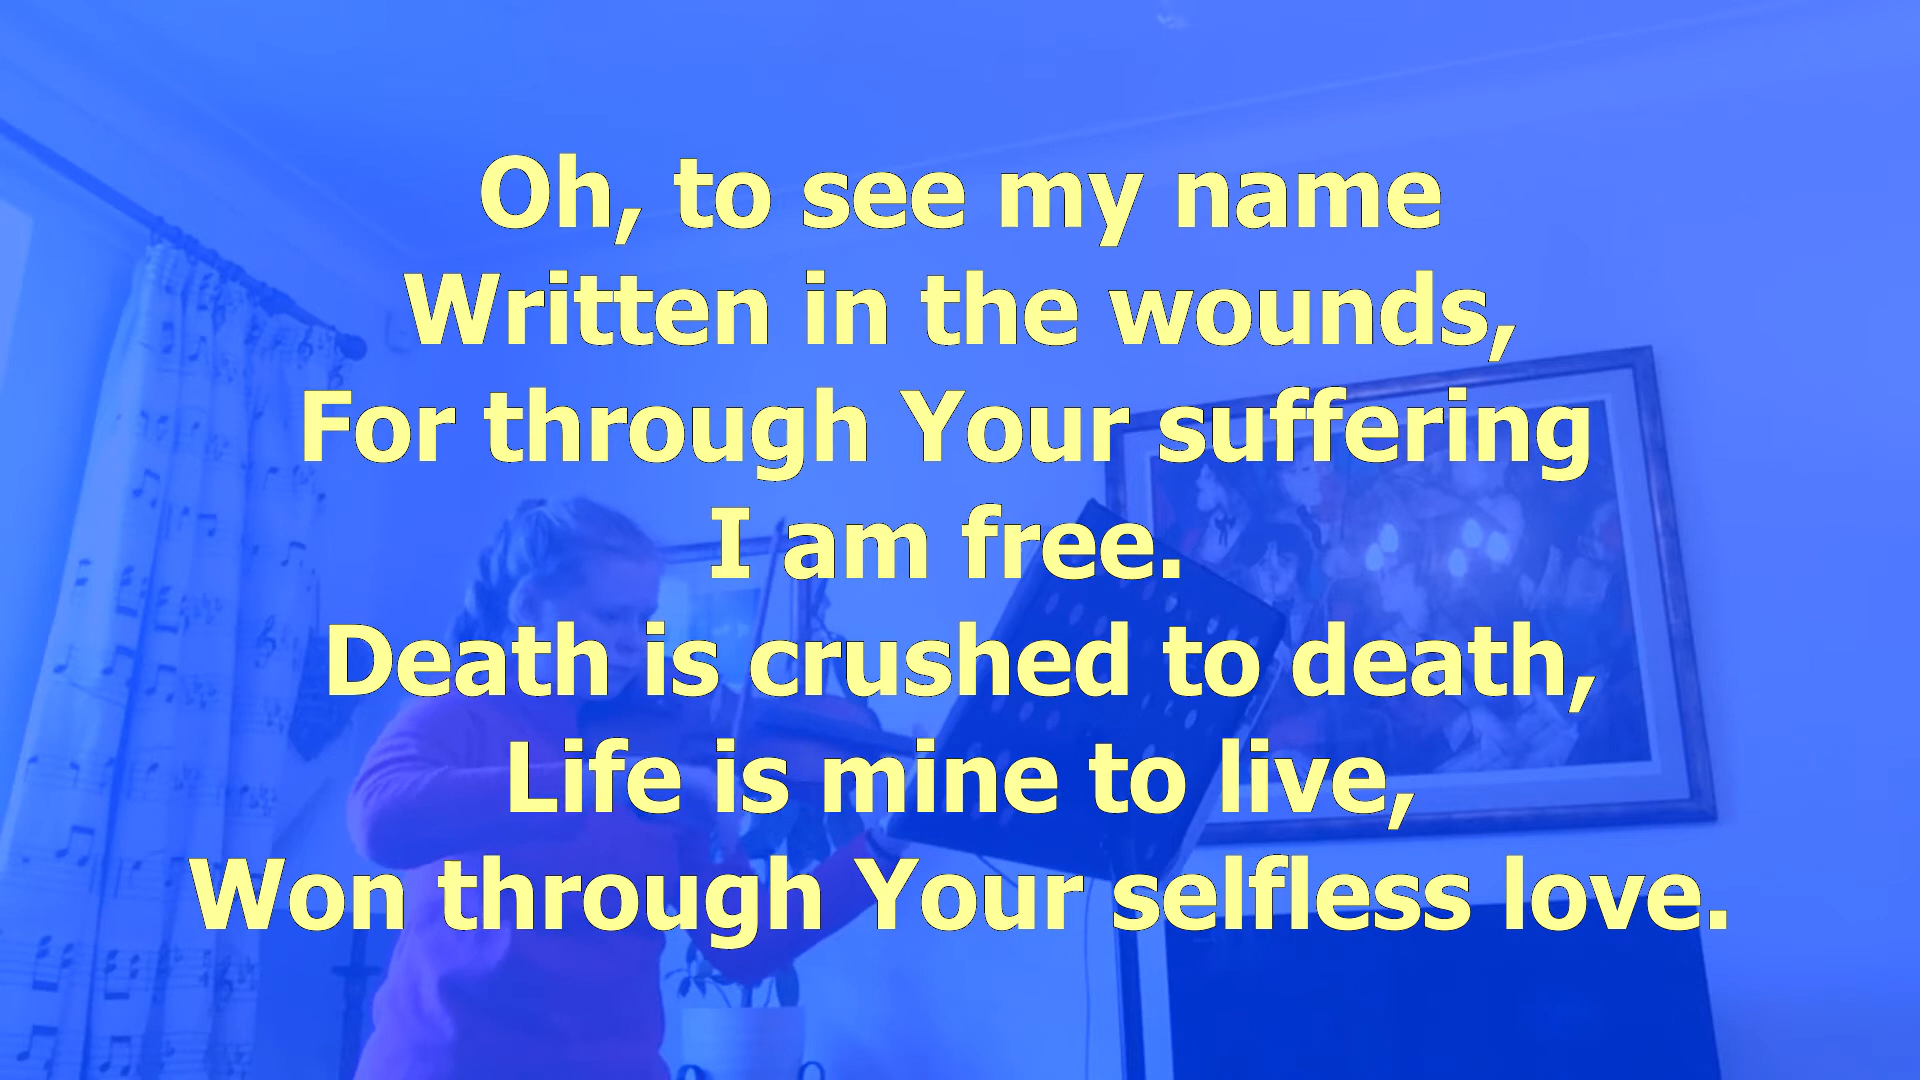 Oh, to see my name
Written in the wounds,
For through Your suffering
I am free.
Death is crushed to death,
Life is mine to live,
Won through Your selfless love.